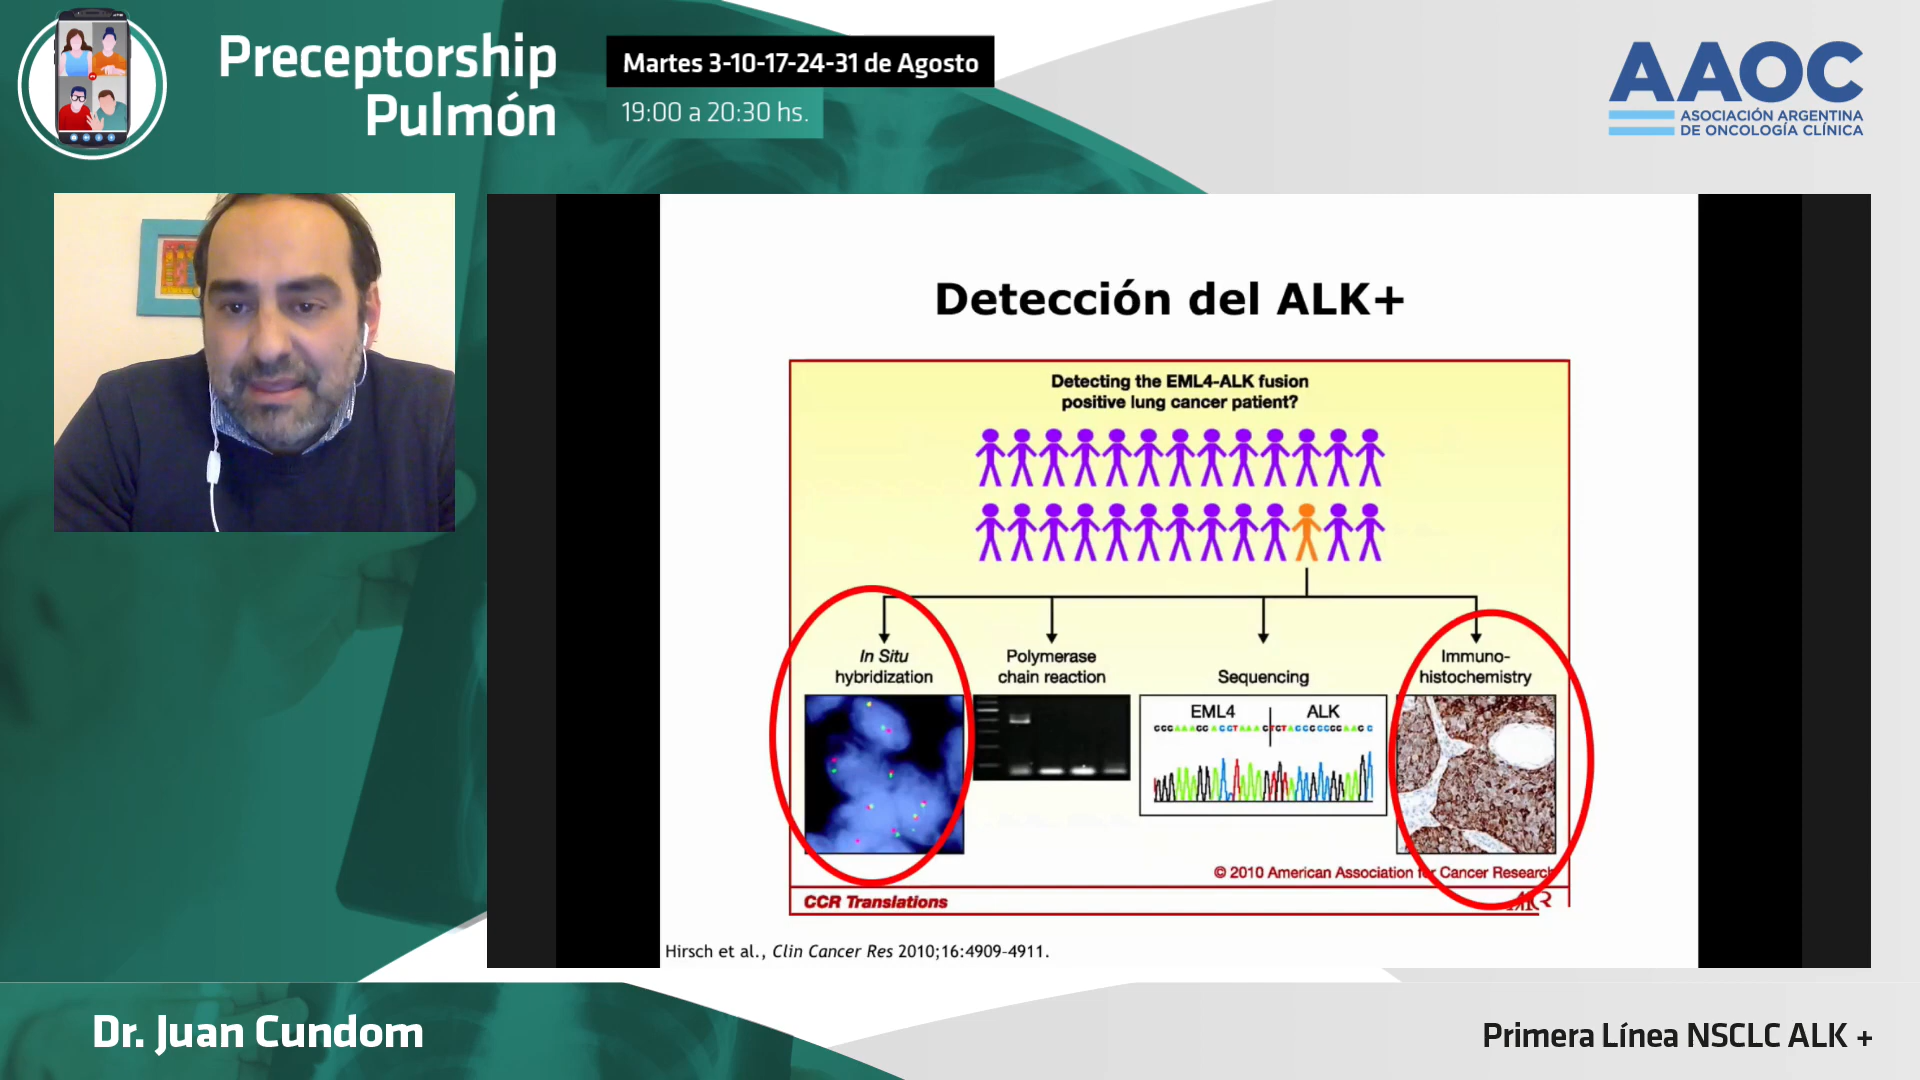 Preceptorship
Pulmón
Martes 3-10-17-24-31 de Agosto
19:00 a 20:30 hs.
AAOC
ASOCIACIÓN ARGENTINA
DE ONCOLOGÍA CLÍNICA
Detección del ALK+
Detecting the EML4-ALK fusion
positive lung cancer patient?
In Situ
hybridization
Polymerase
chain reaction
Sequencing
Immuno-
histochemistry
EML4 ALK
© 2010 American Association for Cancer Research
CCR Translations
Hirsch et al., Clin Cancer Res 2010;16:4909-4911.
Dr. Juan Cundom
Primera Línea NSCLC ALK +